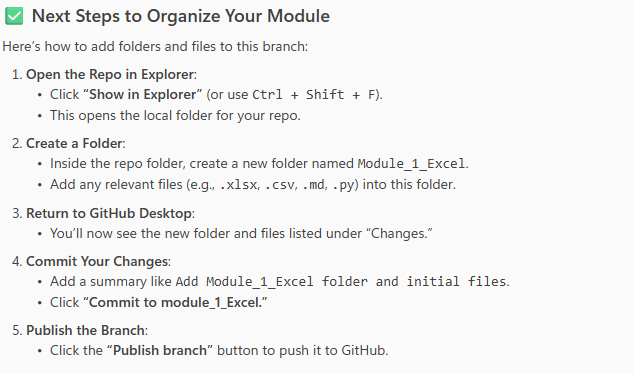 Next Steps to Organize Your Module
Here's how to add folders and files to this branch:
1. Open the Repo in Explorer:
• Click “Show in Explorer” (or use Ctrl + Shift + F).
• This opens the local folder for your repo.
2. Create a Folder:
• Inside the repo folder, create a new folder named Module_1_Excel.
• Add any relevant files (e.g., .xlsx, .csv, .md, .py) into this folder.
3. Return to GitHub Desktop:
• You'll now see the new folder and files listed under “Changes.”
4. Commit Your Changes:
• Add a summary like Add Module_1_Excel folder and initial files.
• Click “Commit to module_1_Excel.”
5. Publish the Branch:
• Click the “Publish branch” button to push it to GitHub.